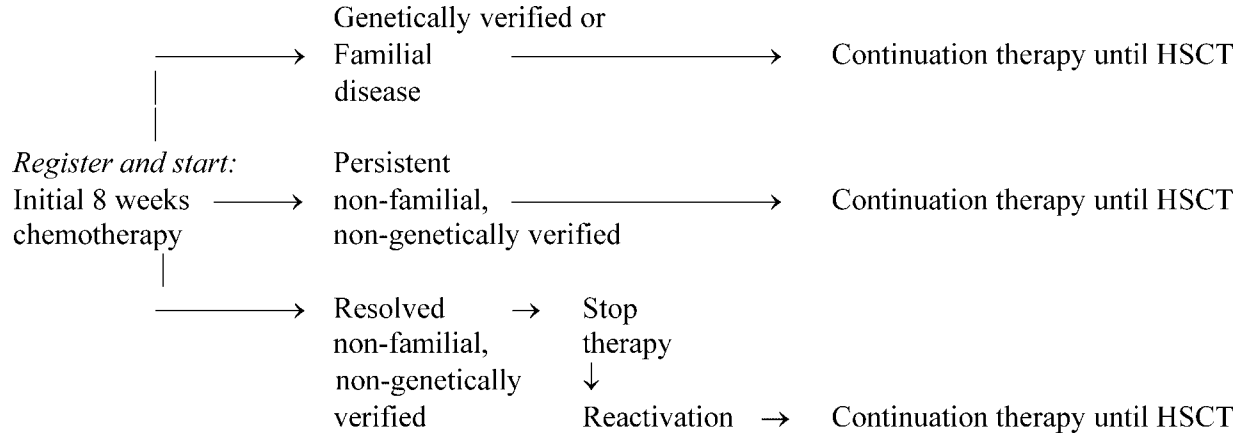 Genetically verified or
Familial
disease
Continuation therapy until HSCT
Register and start:
Initial 8 weeks
chemotherapy
Persistent
non-familial,
non-genetically verified
Continuation therapy until HSCT
Resolved
non-familial,
non-genetically
verified
Stop
therapy
Reactivation
Continuation therapy until HSCT